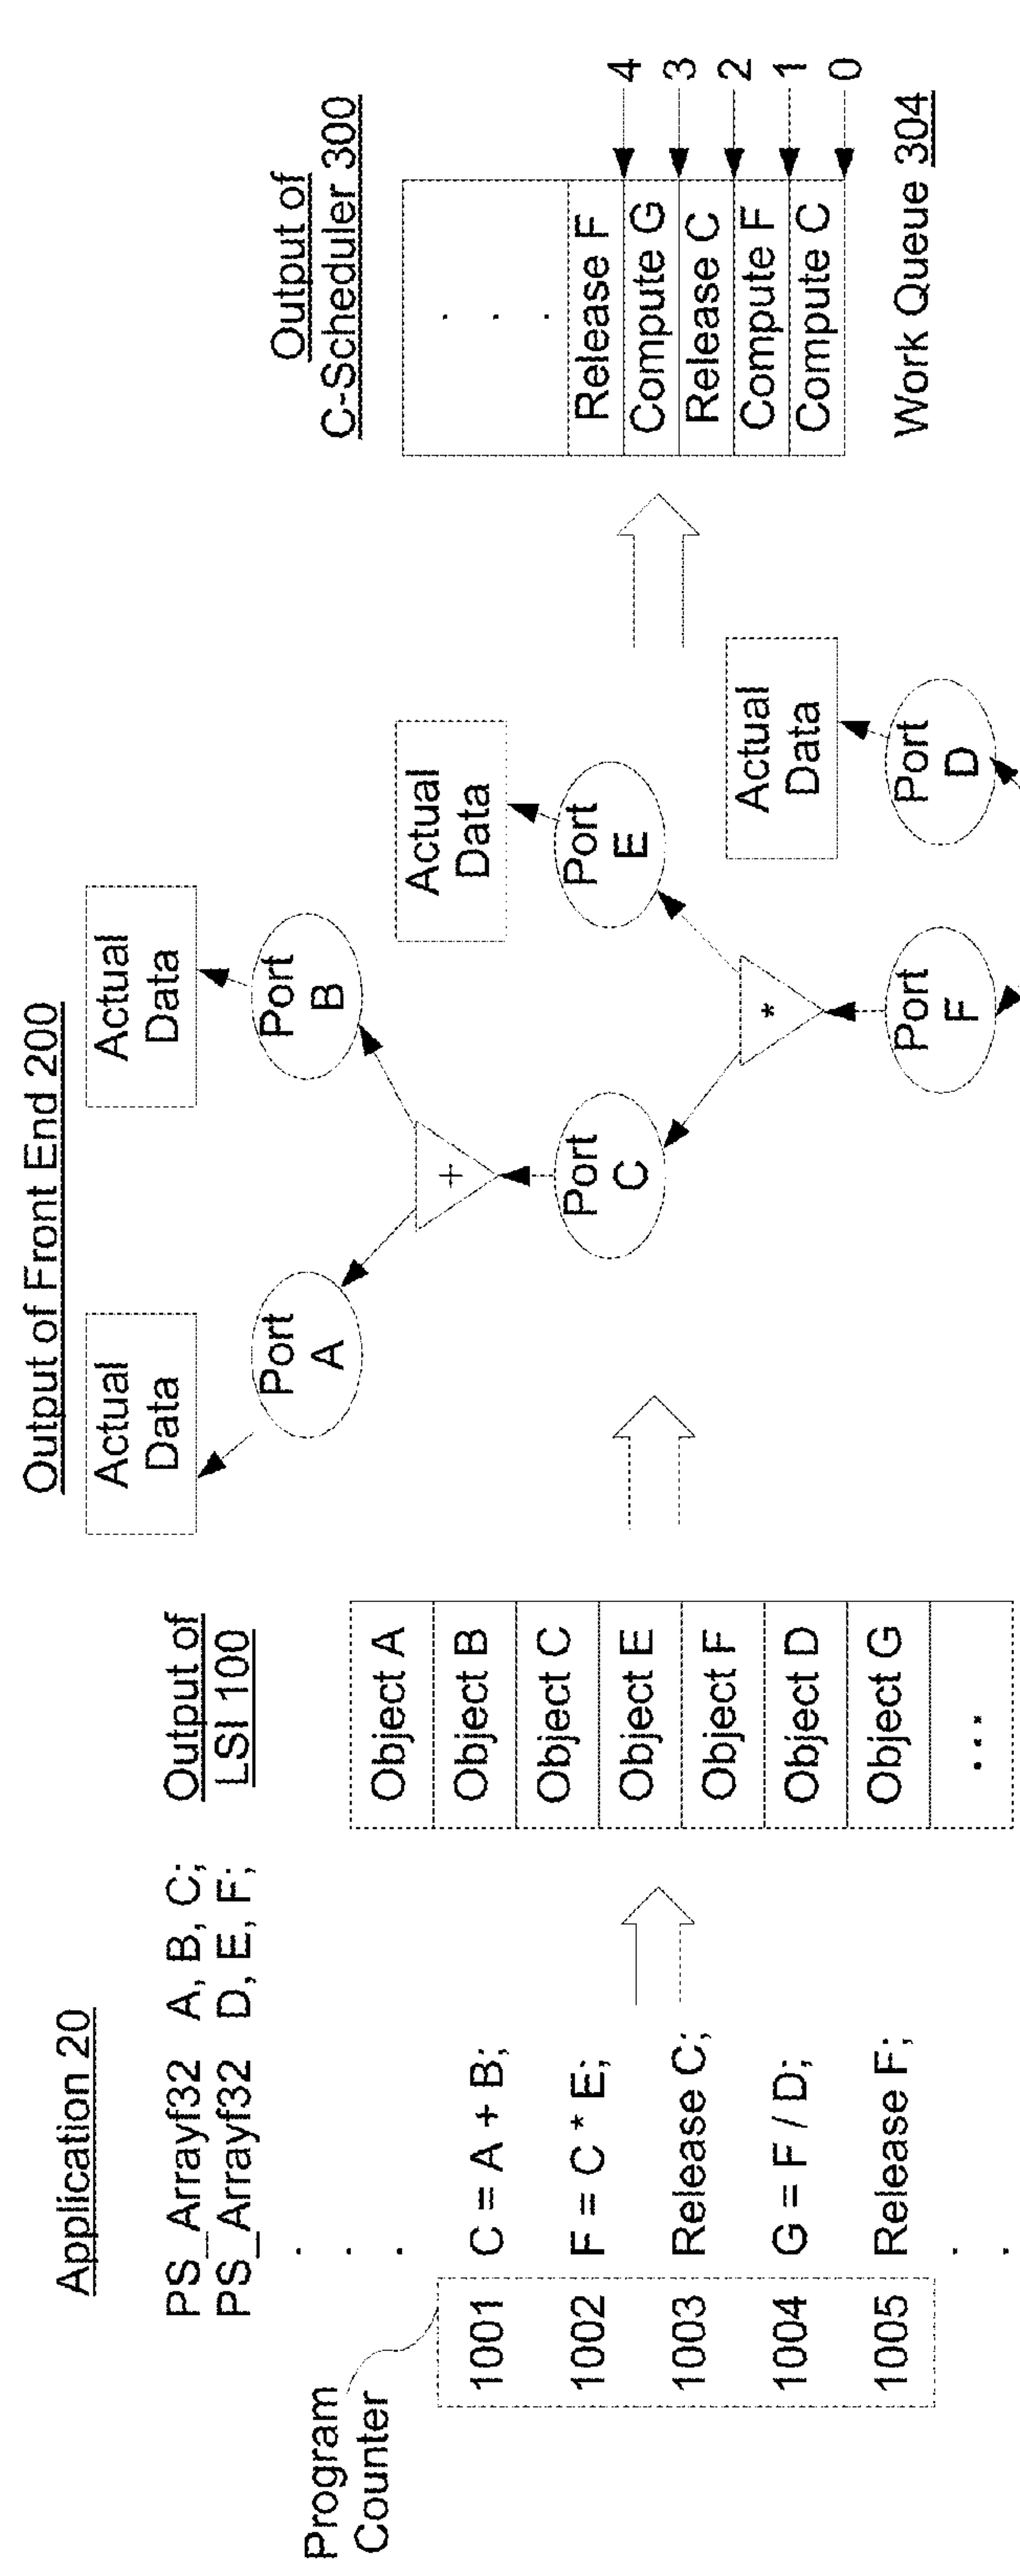 Application 20
PS_Arrayf32 A, B, C;
PS_Arrayf32 D, E, F;
.
.
.
Program
Counter
1001 C = A + B;
1002 F = C * E;
1003 Release C;
1004 G = F / D;
1005 Release F;
.
.
Output of
LSI 100
Object A
Object B
Object C
Object E
Object F
Object D
Object G
...
Output of Front End 200
Actual
Data
Actual
Data
Port
A
Port
B
+
Actual
Data
Port
C
Port
E
*
Actual
Data
Port
F
Port
D
Output of
C-Scheduler 300
.
.
.
Release F
Compute G
Release C
Compute F
Compute C
4
3
2
1
0
Work Queue 304